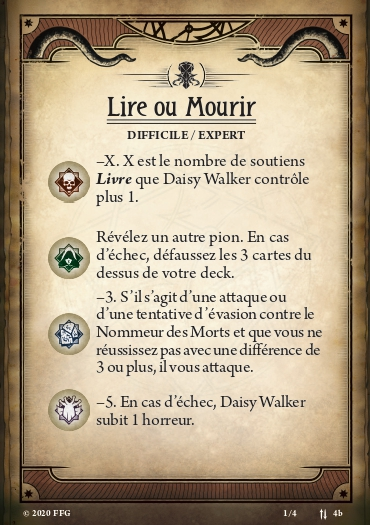 Lire ou Mourir
DIFFICILE / EXPERT
–X. X est le nombre de soutiens
Livre que Daisy Walker contrôle
plus 1.
Révélez un autre pion. En cas
d’échec, défaussez les 3 cartes du
dessus de votre deck.
–3. S’il s’agit d’une attaque ou
d’une tentative d’évasion contre le
Nommeur des Morts et que vous ne
réussissez pas avec une différence de
3 ou plus, il vous attaque.
–5. En cas d’échec, Daisy Walker
subit 1 horreur.
© 2020 FFG
1/4
4b